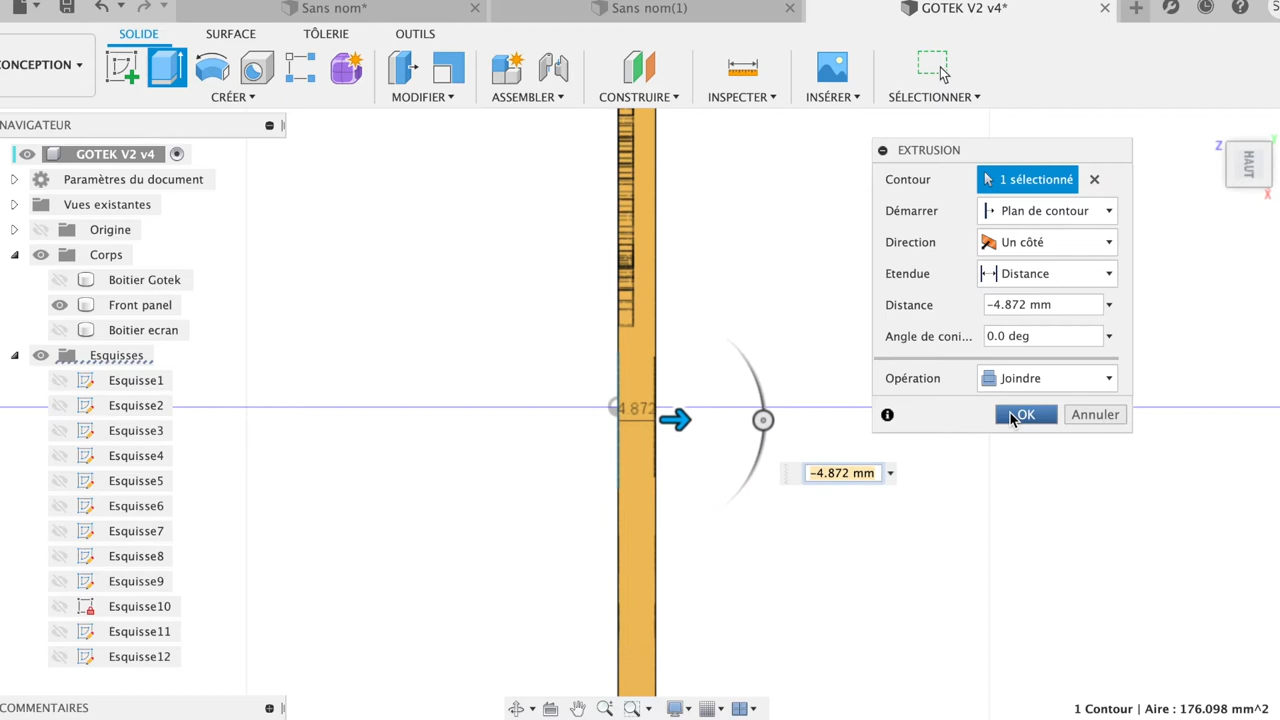 v4
Sans nom*
Sans nom(1)
GOTEK V2 v4*
SOLIDE
SURFACE
TÔLERIE
OUTILS
ONCEPTION
CRÉER
MODIFIER
ASSEMBLER
CONSTRUIRE
INSPECTER
INSÉRER
SÉLECTIONNER
NAVIGATEUR
GOTEK V2 v4
Paramètres du document
Vues existantes
Origine
Corps
Boitier Gotek
Front panel
Boitier ecran
Esquisses
Esquisse1
Esquisse2
Esquisse3
Esquisse4
Esquisse5
Esquisse6
Esquisse7
Esquisse8
Esquisse9
Esquisse10
Esquisse11
Esquisse12
COMMENTAIRES
4.872
-4.872 mm
EXTRUSION
Contour 1 sélectionné
Démarrer Plan de contour
Direction Un côté
Etendue Distance
Distance -4.872 mm
Angle de coni... 0.0 deg
Opération Joindre
OK Annuler
Z
Y
HAUT
X
1 Contour | Aire : 176.098 mm^2